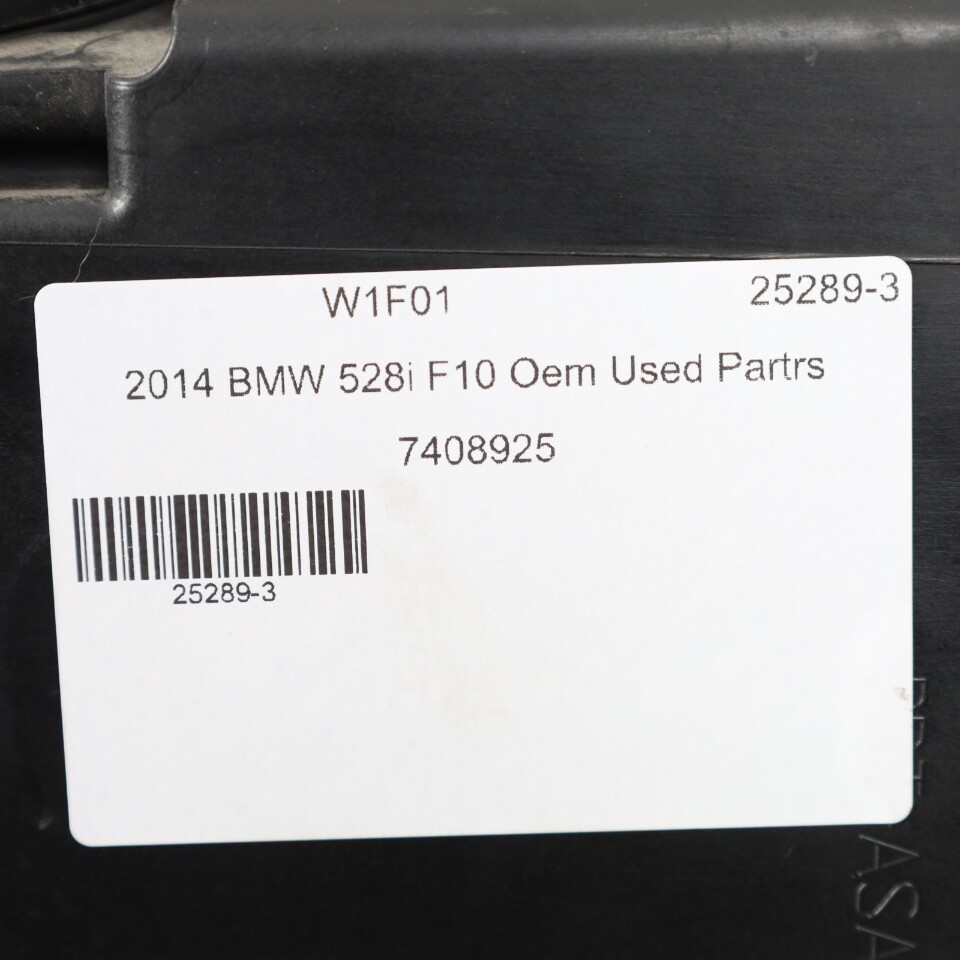 W1F01 25289-3
2014 BMW 528i F10 Oem Used Partrs
7408925
25289-3